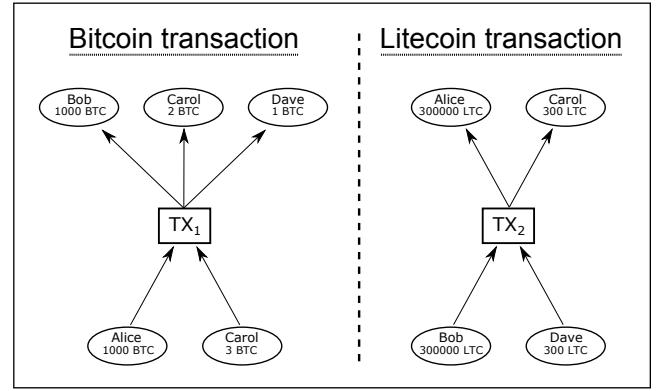 Bitcoin transaction
Bob
1000 BTC
Carol
2 BTC
Dave
1 BTC
TX₁
Alice
1000 BTC
Carol
3 BTC
Litecoin transaction
Alice
300000 LTC
Carol
300 LTC
TX₂
Bob
300000 LTC
Dave
300 LTC